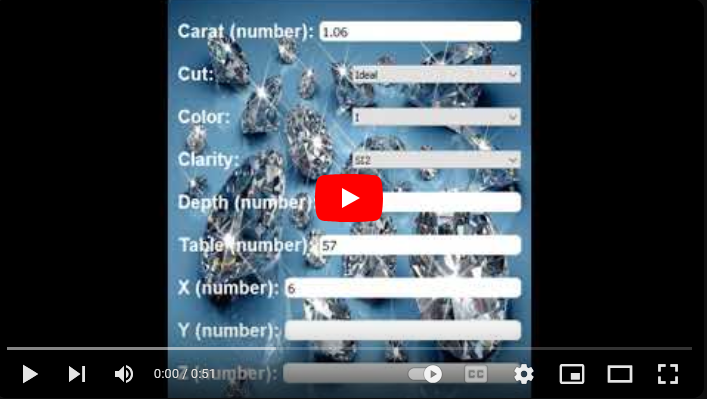 Carat (number): 1.06
Cut: Ideal
Color: I
Clarity: SI2
Depth (number):
Table (number): 57
X (number): 6
Y (number):
Z (number):
0:00 / 0:51
CC